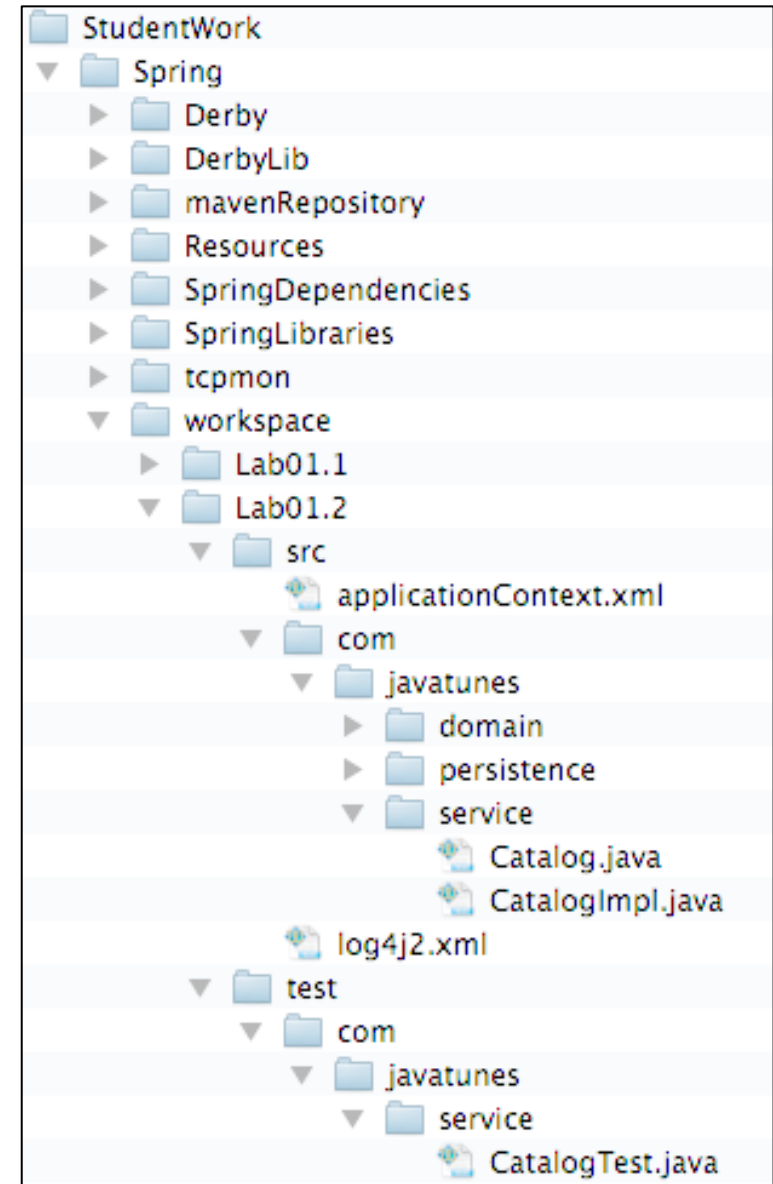 StudentWork
Spring
Derby
DerbyLib
mavenRepository
Resources
SpringDependencies
SpringLibraries
tcpmon
workspace
Lab01.1
Lab01.2
src
applicationContext.xml
com
javatunes
domain
persistence
service
Catalog.java
CatalogImpl.java
log4j2.xml
test
com
javatunes
service
CatalogTest.java